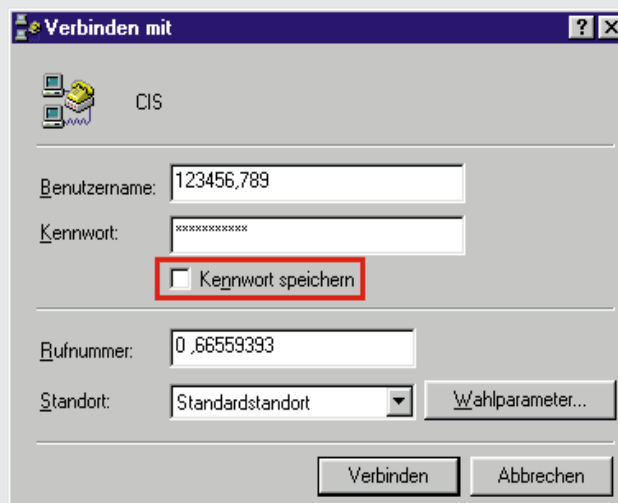 Verbinden mit
CIS
Benutzername: 123456,789
Kennwort: ***********
Kennwort speichern
Rufnummer: 0 ,66559393
Standort: Standardstandort Wahlparameter...
Verbinden Abbrechen